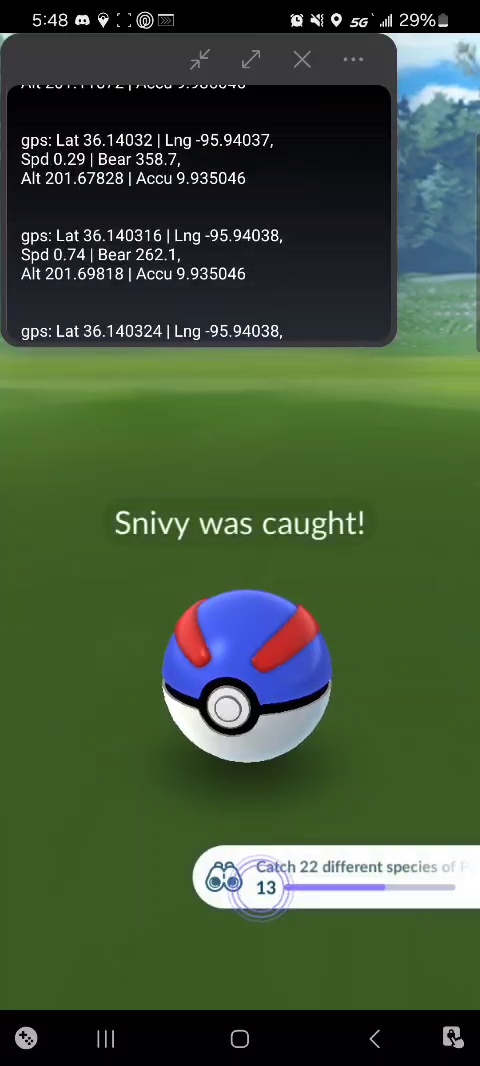 5:48
5G
29%
gps: Lat 36.14032 | Lng -95.94037,
Spd 0.29 | Bear 358.7,
Alt 201.67828 | Accu 9.935046
gps: Lat 36.140316 | Lng -95.94038,
Spd 0.74 | Bear 262.1,
Alt 201.69818 | Accu 9.935046
gps: Lat 36.140324 | Lng -95.94038,
Snivy was caught!
Catch 22 different species of
13